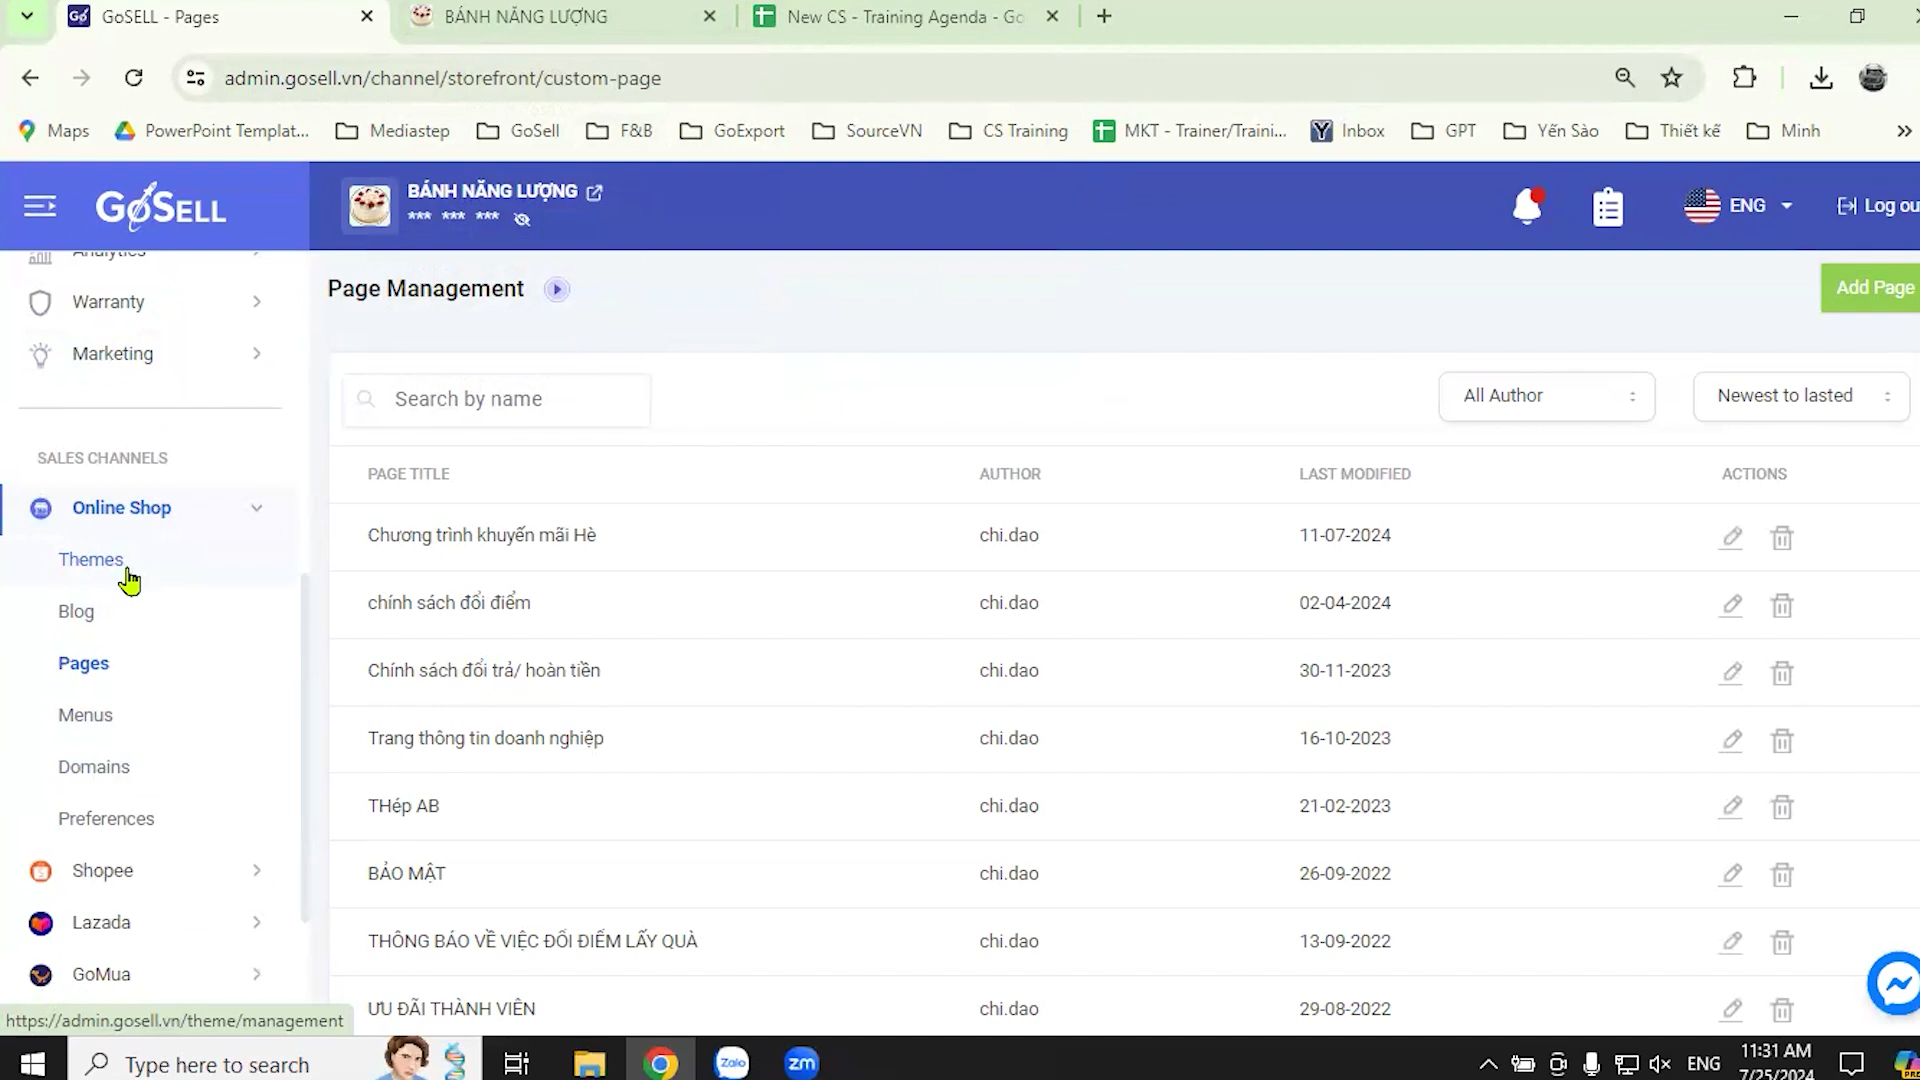 GoSELL - Pages
BÁNH NĂNG LƯỢNG
New CS - Training Agenda - Go
admin.gosell.vn/channel/storefront/custom-page
Maps
PowerPoint Templat...
Mediastep
GoSell
F&B
GoExport
SourceVN
CS Training
MKT - Trainer/Traini...
Inbox
GPT
Yến Sào
Thiết kế
Minh
GoSELL
BÁNH NĂNG LƯỢNG
*** *** ***
ENG
Log ou
Analytics
Warranty
Marketing
SALES CHANNELS
Online Shop
Themes
Blog
Pages
Menus
Domains
Preferences
Shopee
Lazada
GoMua
https://admin.gosell.vn/theme/management
Page Management
Add Page
Search by name
All Author
Newest to lasted
PAGE TITLE AUTHOR LAST MODIFIED ACTIONS
Chương trình khuyến mãi Hè chi.dao 11-07-2024
chính sách đổi điểm chi.dao 02-04-2024
Chính sách đổi trả/ hoàn tiền chi.dao 30-11-2023
Trang thông tin doanh nghiệp chi.dao 16-10-2023
THép AB chi.dao 21-02-2023
BẢO MẬT chi.dao 26-09-2022
THÔNG BÁO VỀ VIỆC ĐỔI ĐIỂM LẤY QUÀ chi.dao 13-09-2022
ƯU ĐÃI THÀNH VIÊN chi.dao 29-08-2022
Type here to search
Zalo
zm
ENG
11:31 AM
7/25/2024
PRE